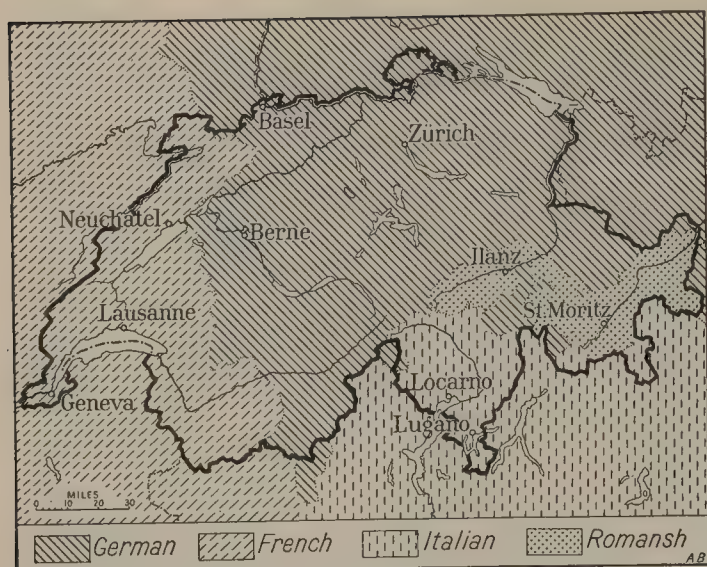 Basel
Zürich
Neuchâtel
Berne
Ilanz
St. Moritz
Lausanne
Geneva
Locarno
Lugano
MILES
0 10 20 30
German French Italian Romansh
AB